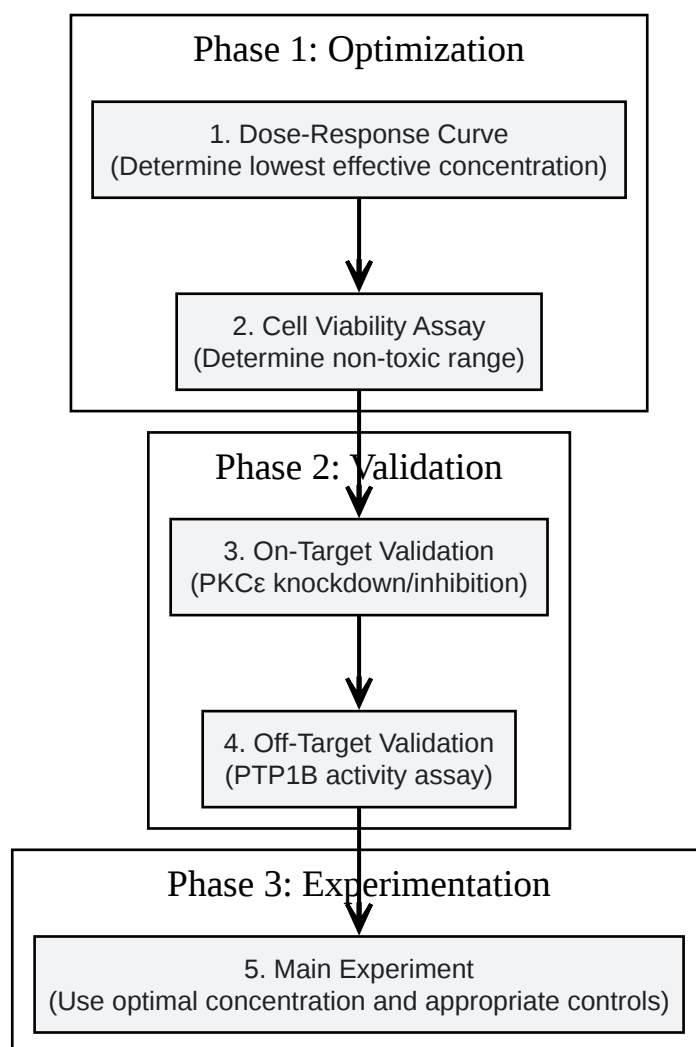 Phase 1: Optimization
1. Dose-Response Curve
(Determine lowest effective concentration)
2. Cell Viability Assay
(Determine non-toxic range)
Phase 2: Validation
3. On-Target Validation
(PKCε knockdown/inhibition)
4. Off-Target Validation
(PTP1B activity assay)
Phase 3: Experimentation
5. Main Experiment
(Use optimal concentration and appropriate controls)